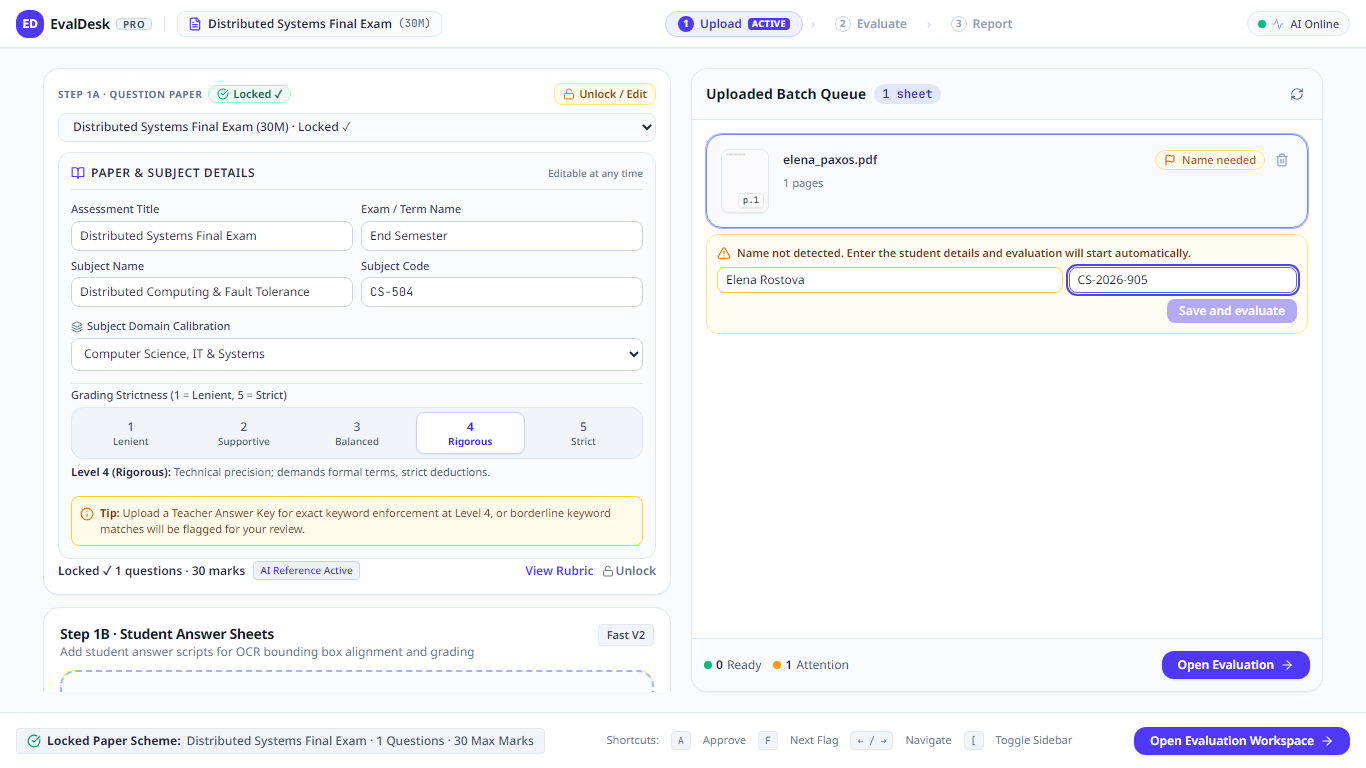 ED EvalDesk PRO Distributed Systems Final Exam (30M) 1 Upload ACTIVE › 2 Evaluate › 3 Report AI Online
STEP 1A · QUESTION PAPER Locked ✓ Unlock / Edit
Distributed Systems Final Exam (30M) · Locked ✓
PAPER & SUBJECT DETAILS Editable at any time
Assessment Title Exam / Term Name
Distributed Systems Final Exam End Semester
Subject Name Subject Code
Distributed Computing & Fault Tolerance CS-504
Subject Domain Calibration
Computer Science, IT & Systems
Grading Strictness (1 = Lenient, 5 = Strict)
1 2 3 4 5
Lenient Supportive Balanced Rigorous Strict
Level 4 (Rigorous): Technical precision; demands formal terms, strict deductions.
Tip: Upload a Teacher Answer Key for exact keyword enforcement at Level 4, or borderline keyword
matches will be flagged for your review.
Locked ✓ 1 questions · 30 marks AI Reference Active View Rubric Unlock
Step 1B · Student Answer Sheets Fast V2
Add student answer scripts for OCR bounding box alignment and grading
Uploaded Batch Queue 1 sheet
elena_paxos.pdf Name needed
1 pages
p.1
Name not detected. Enter the student details and evaluation will start automatically.
Elena Rostova CS-2026-905
Save and evaluate
0 Ready 1 Attention Open Evaluation →
Locked Paper Scheme: Distributed Systems Final Exam · 1 Questions · 30 Max Marks Shortcuts: A Approve F Next Flag ← / → Navigate [ Toggle Sidebar Open Evaluation Workspace →